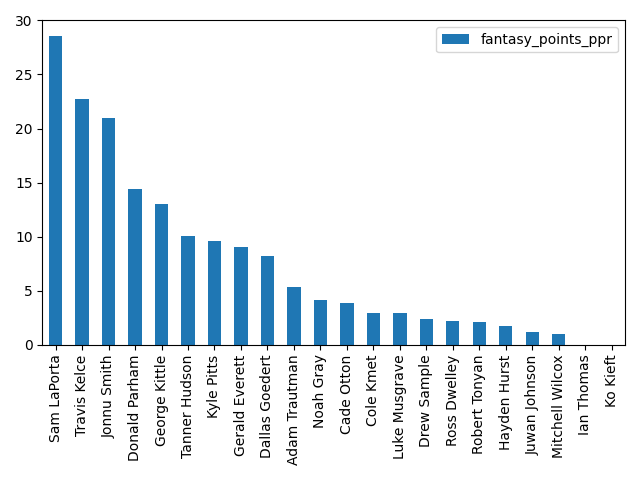 30
25
20
15
10
5
0
fantasy_points_ppr
Sam LaPorta
Travis Kelce
Jonnu Smith
Donald Parham
George Kittle
Tanner Hudson
Kyle Pitts
Gerald Everett
Dallas Goedert
Adam Trautman
Noah Gray
Cade Otton
Cole Kmet
Luke Musgrave
Drew Sample
Ross Dwelley
Robert Tonyan
Hayden Hurst
Juwan Johnson
Mitchell Wilcox
Ian Thomas
Ko Kieft